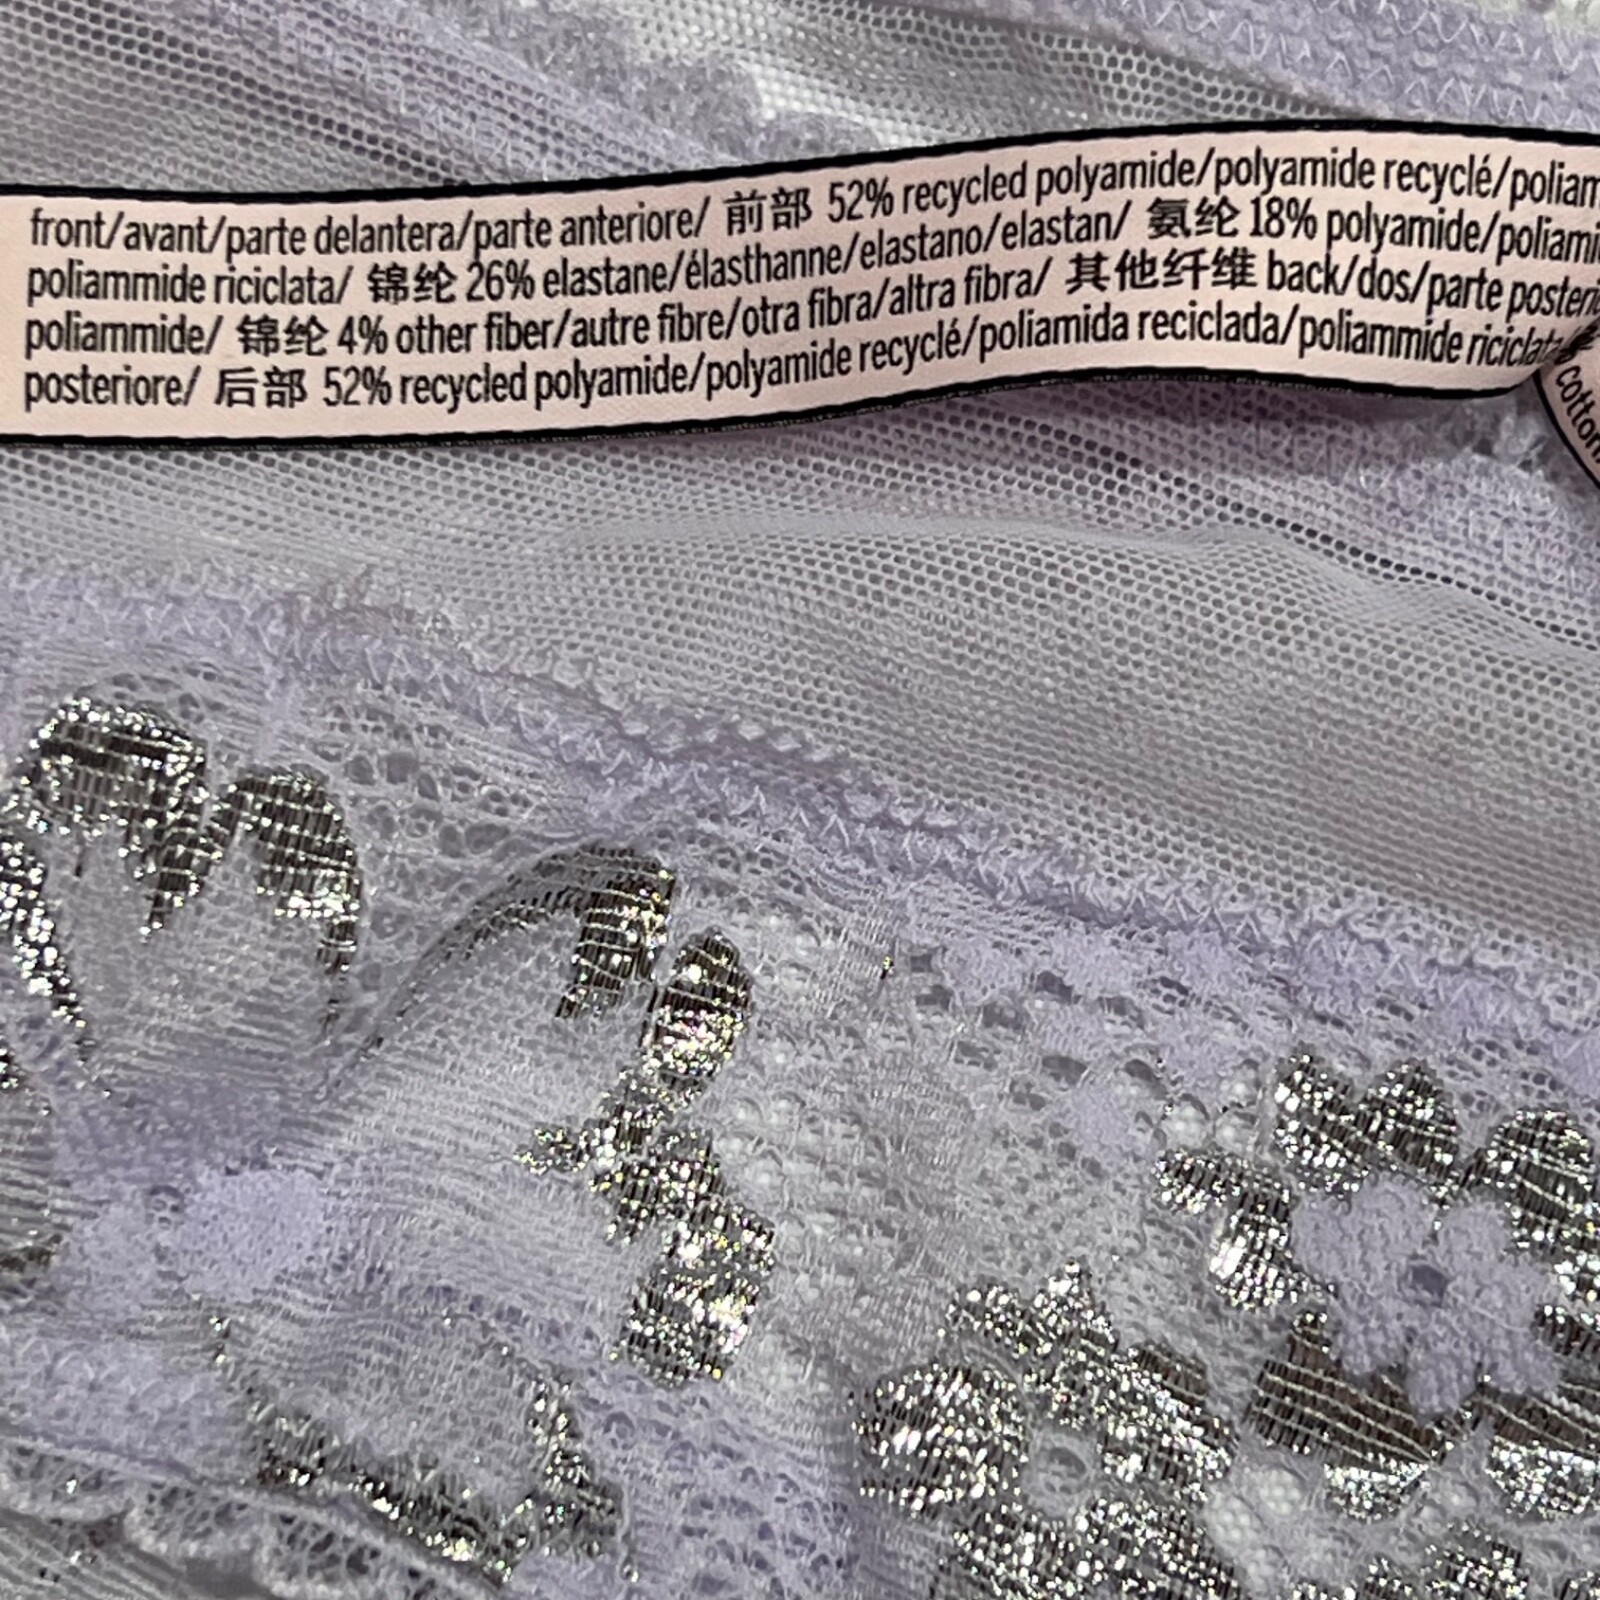 front/avant/parte delantera/parte anteriore/ 前部 52% recycled polyamide/polyamide recyclé/poliam
poliammide riciclata/ 锦纶 26% elastane/élasthanne/elastano/elastan/ 氨纶 18% polyamide/poliami
poliammide/ 锦纶 4% other fiber/autre fibre/otra fibra/altra fibra/ 其他纤维 back/dos/parte posteri
posteriore/ 后部 52% recycled polyamide/polyamide recyclé/poliamida reciclada/poliammide riciclata/
cotton/